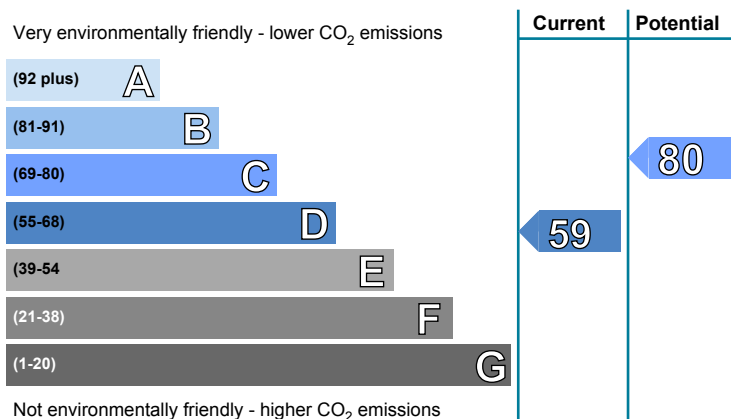 Current Potential
Very environmentally friendly - lower CO2 emissions
(92 plus) A
(81-91) B
(69-80) C
80
(55-68) D
59
(39-54 E
(21-38) F
(1-20) G
Not environmentally friendly - higher CO2 emissions